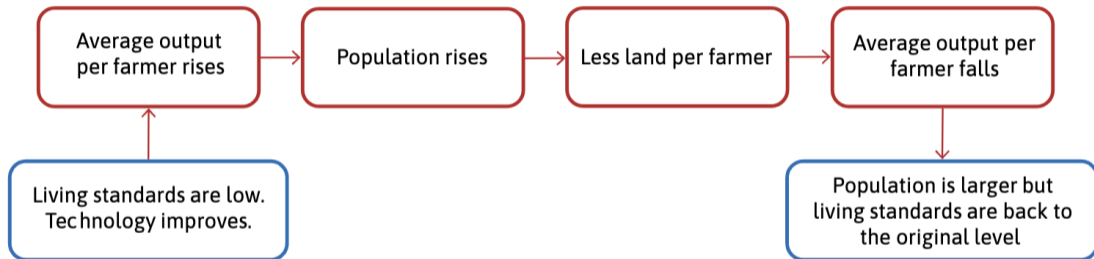 Living standards are low.
Technology improves.
Average output
per farmer rises
Population rises
Less land per farmer
Average output per
farmer falls
Population is larger but
living standards are back to
the original level